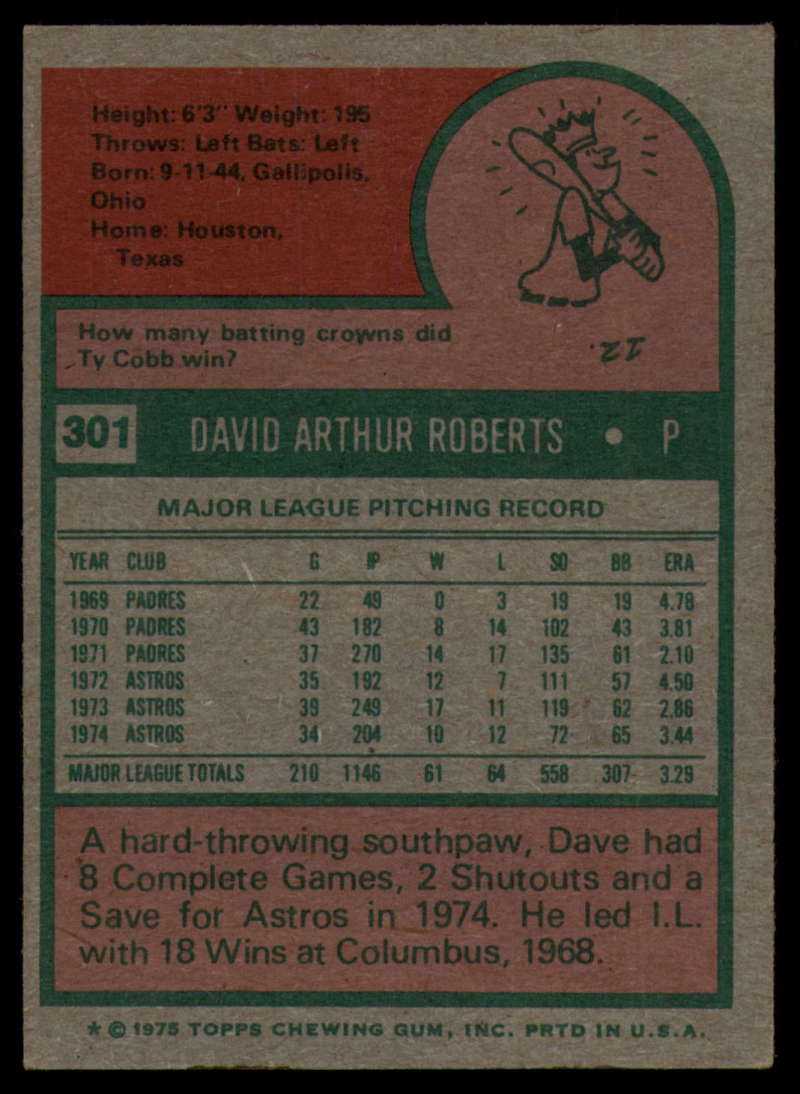 Height: 6'3" Weight: 195
Throws: Left Bats: Left
Born: 9-11-44, Gallipolis,
Ohio
Home: Houston,
Texas
How many batting crowns did
Ty Cobb win?
12.
301 DAVID ARTHUR ROBERTS • P
MAJOR LEAGUE PITCHING RECORD
YEAR CLUB G IP W L SO BB ERA
1969 PADRES 22 49 0 3 19 19 4.78
1970 PADRES 43 182 8 14 102 43 3.81
1971 PADRES 37 270 14 17 135 61 2.10
1972 ASTROS 35 192 12 7 111 57 4.50
1973 ASTROS 39 249 17 11 119 62 2.86
1974 ASTROS 34 204 10 12 72 65 3.44
MAJOR LEAGUE TOTALS 210 1146 61 64 558 307 3.29
A hard-throwing southpaw, Dave had
8 Complete Games, 2 Shutouts and a
Save for Astros in 1974. He led I.L.
with 18 Wins at Columbus, 1968.
* © 1975 TOPPS CHEWING GUM, INC. PRTD IN U.S.A.